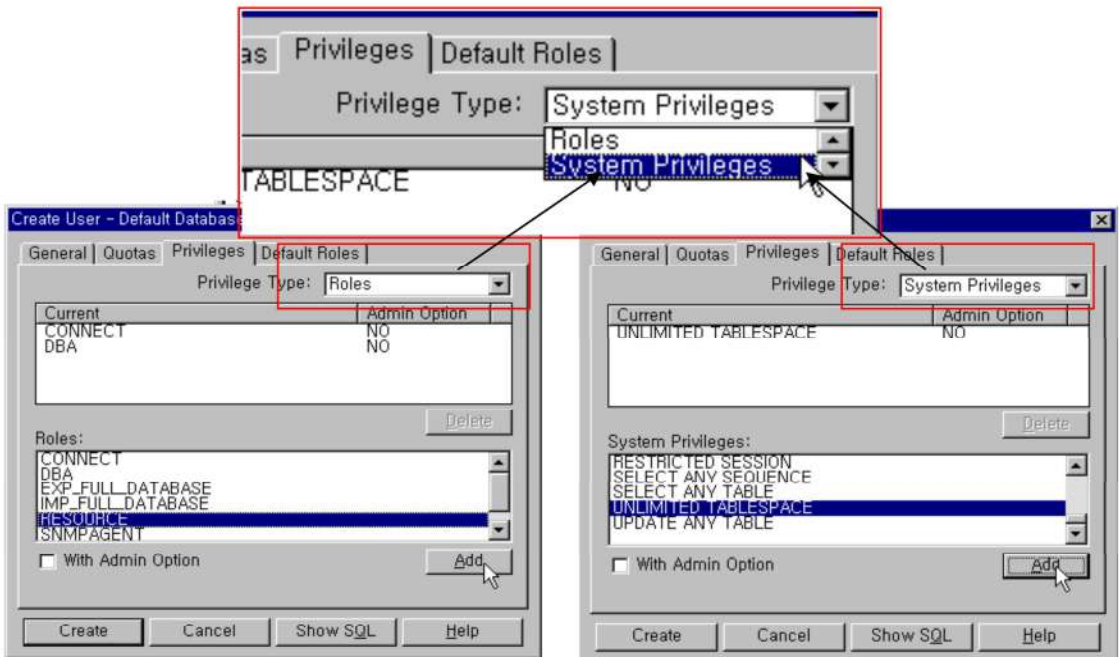 as Privileges Default Roles
Privilege Type: System Privileges
Roles
System Privileges
TABLESPACE NO
Create User - Default Databas
General Quotas Privileges Default Roles
Privilege Type: Roles
Current Admin Option
CONNECT NO
DBA NO
Delete
Roles:
CONNECT
DBA
EXP_FULL_DATABASE
IMP_FULL_DATABASE
RESOURCE
SNMPAGENT
With Admin Option Add
Create Cancel Show SQL Help
General Quotas Privileges Default Roles
Privilege Type: System Privileges
Current Admin Option
UNLIMITED TABLESPACE NO
Delete
System Privileges:
RESTRICTED SESSION
SELECT ANY SEQUENCE
SELECT ANY TABLE
UNLIMITED TABLESPACE
UPDATE ANY TABLE
With Admin Option Add
Create Cancel Show SQL Help